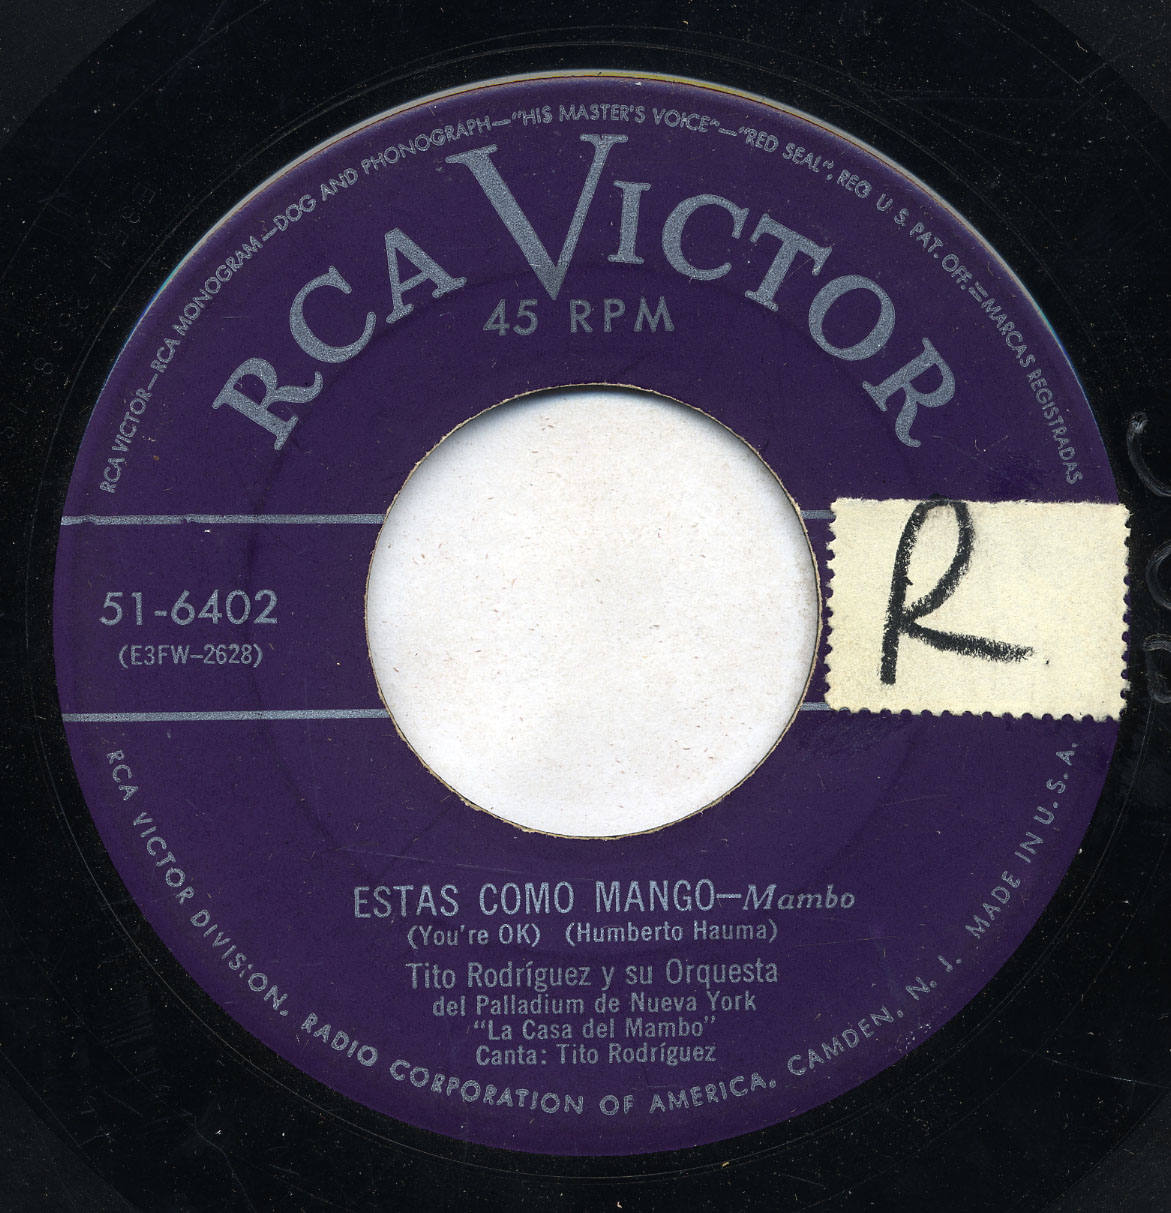 RCA VICTOR—RCA MONOGRAM—DOG AND PHONOGRAPH—"HIS MASTER'S VOICE"—"RED SEAL", REG U. S. PAT. OFF.=MARCAS REGISTRADAS
RCA VICTOR
45 RPM
R
51-6402
(E3FW-2628)
ESTAS COMO MANGO—Mambo
(You're OK) (Humberto Hauma)
Tito Rodríguez y su Orquesta
del Palladium de Nueva York
"La Casa del Mambo"
Canta: Tito Rodríguez
RCA VICTOR DIVISION, RADIO CORPORATION OF AMERICA, CAMDEN, N. J. MADE IN U. S. A.